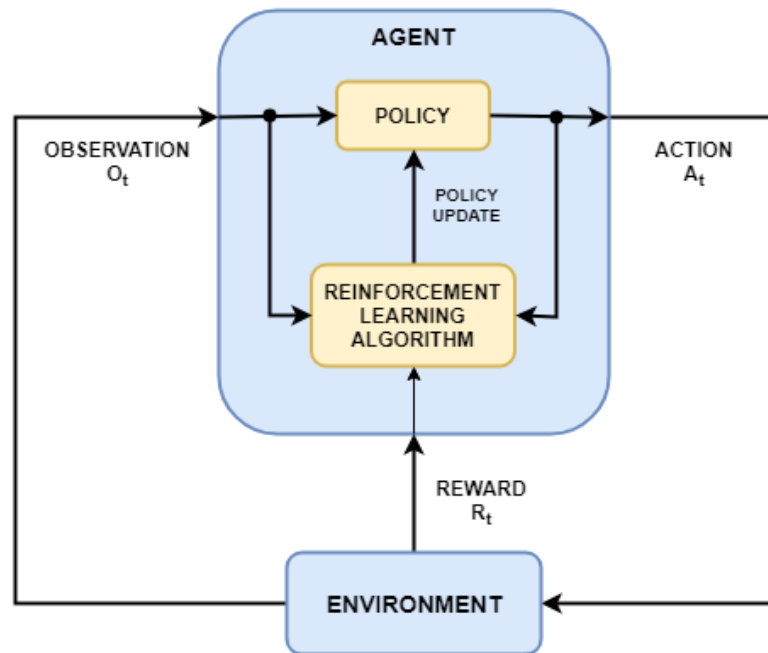 AGENT
POLICY
OBSERVATION
Oₜ
ACTION
Aₜ
POLICY
UPDATE
REINFORCEMENT
LEARNING
ALGORITHM
REWARD
Rₜ
ENVIRONMENT